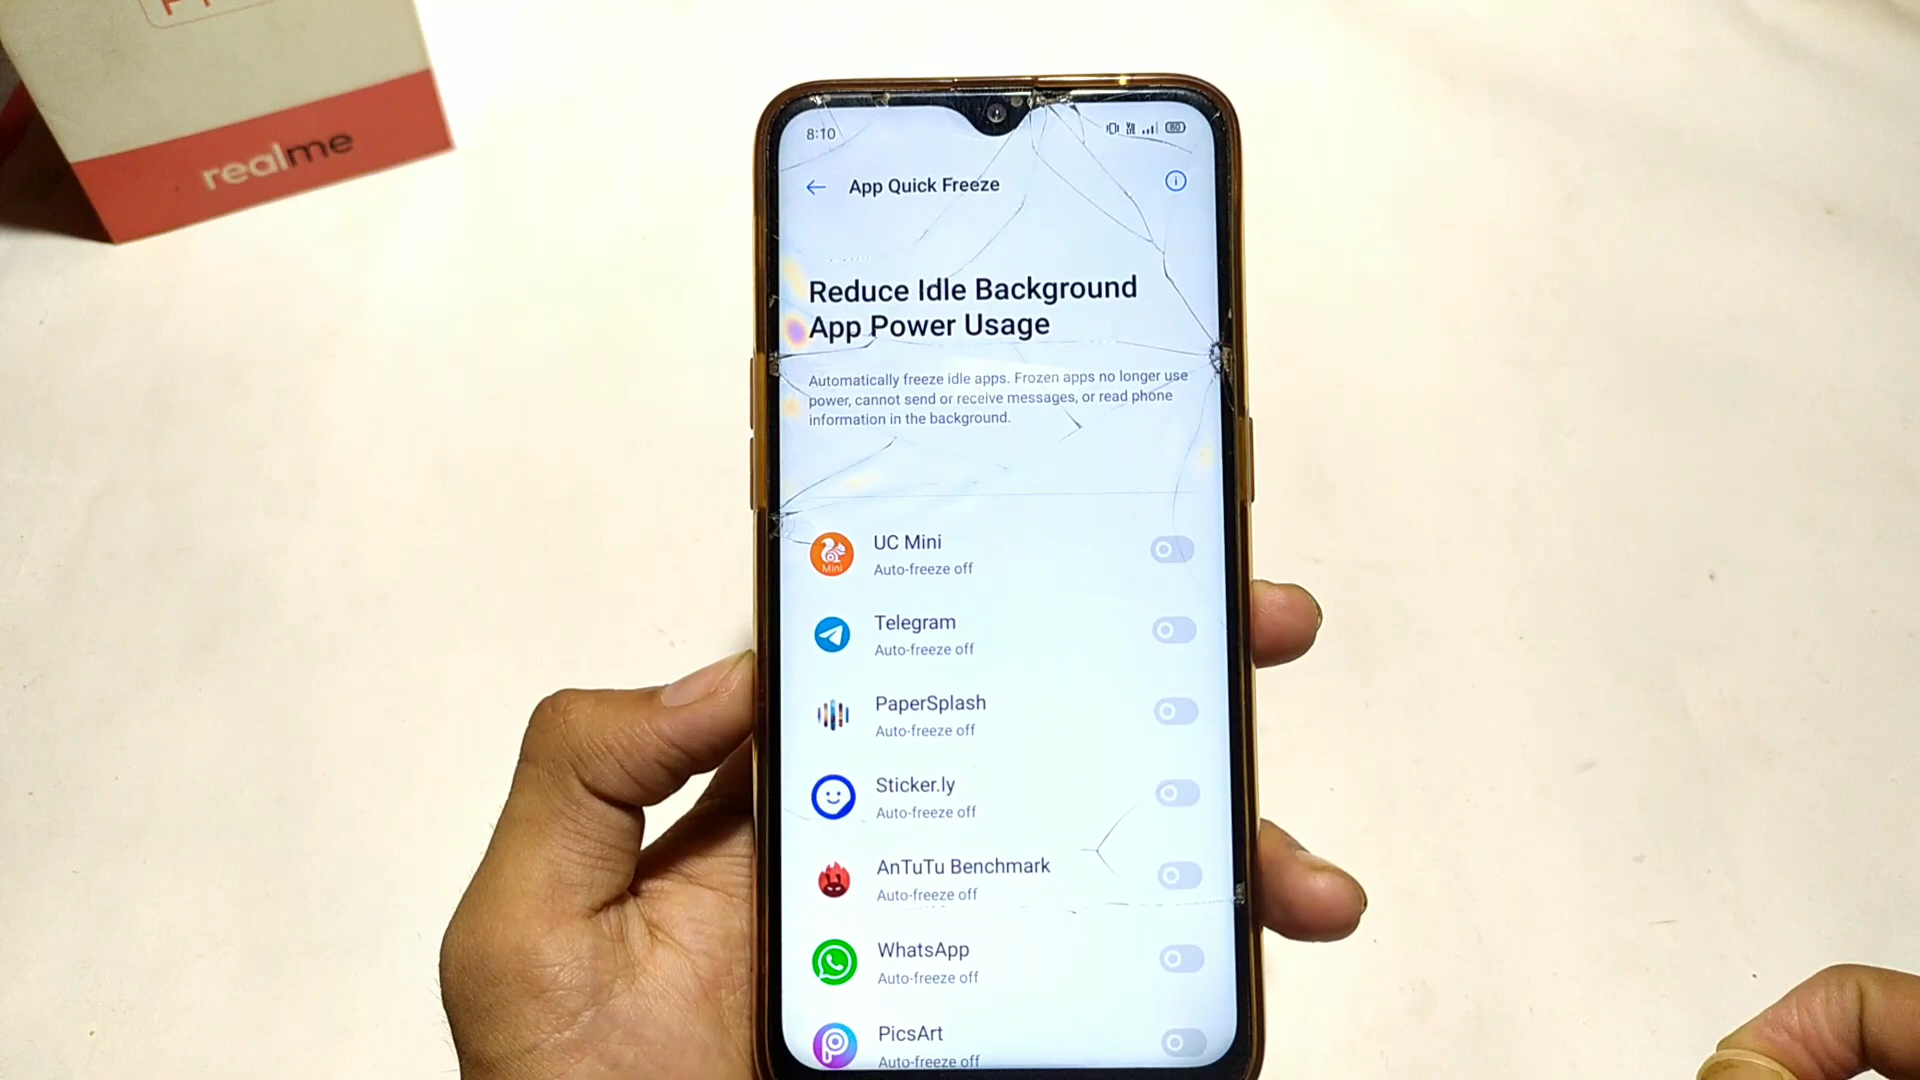 realme
8:10
80
App Quick Freeze
Reduce Idle Background
App Power Usage
Automatically freeze idle apps. Frozen apps no longer use
power, cannot send or receive messages, or read phone
information in the background.
UC Mini
Auto-freeze off
Mini
Telegram
Auto-freeze off
PaperSplash
Auto-freeze off
Sticker.ly
Auto-freeze off
AnTuTu Benchmark
Auto-freeze off
WhatsApp
Auto-freeze off
PicsArt
Auto-freeze off